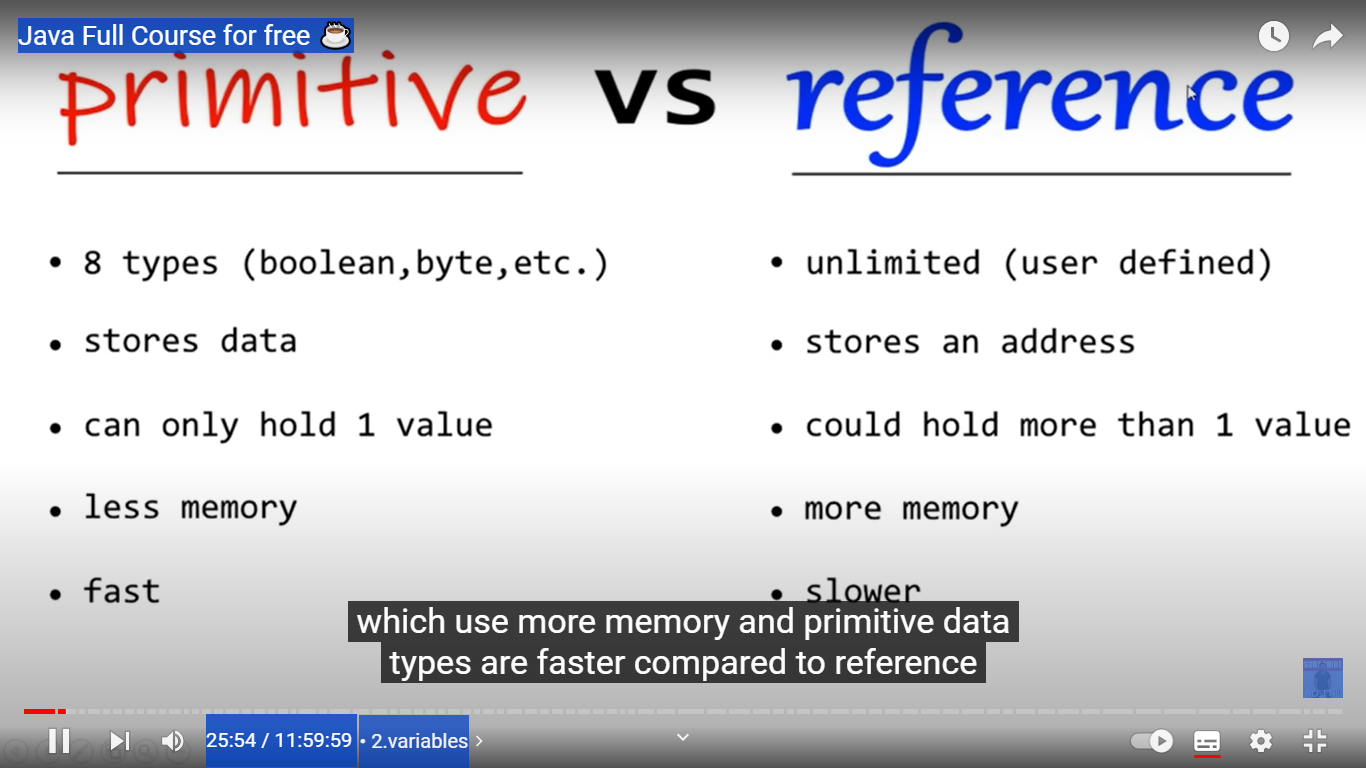 Java Full Course for free ☕
primitive vs reference
• 8 types (boolean,byte,etc.)
• stores data
• can only hold 1 value
• less memory
• fast
• unlimited (user defined)
• stores an address
• could hold more than 1 value
• more memory
• slower
which use more memory and primitive data
types are faster compared to reference
25:54 / 11:59:59 • 2.variables >